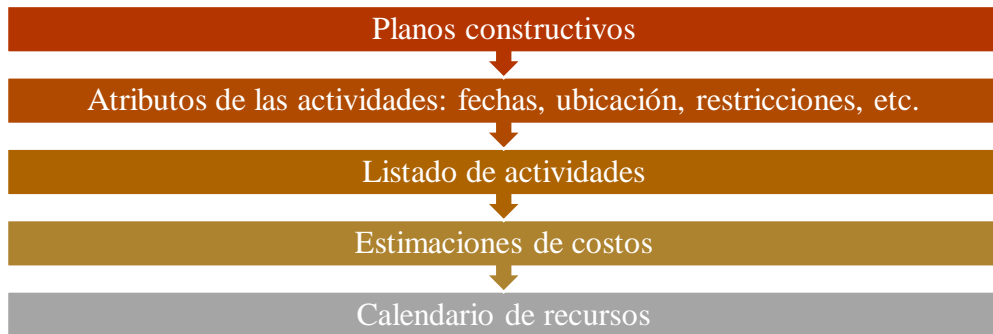 Planos constructivos
Atributos de las actividades: fechas, ubicación, restricciones, etc.
Listado de actividades
Estimaciones de costos
Calendario de recursos